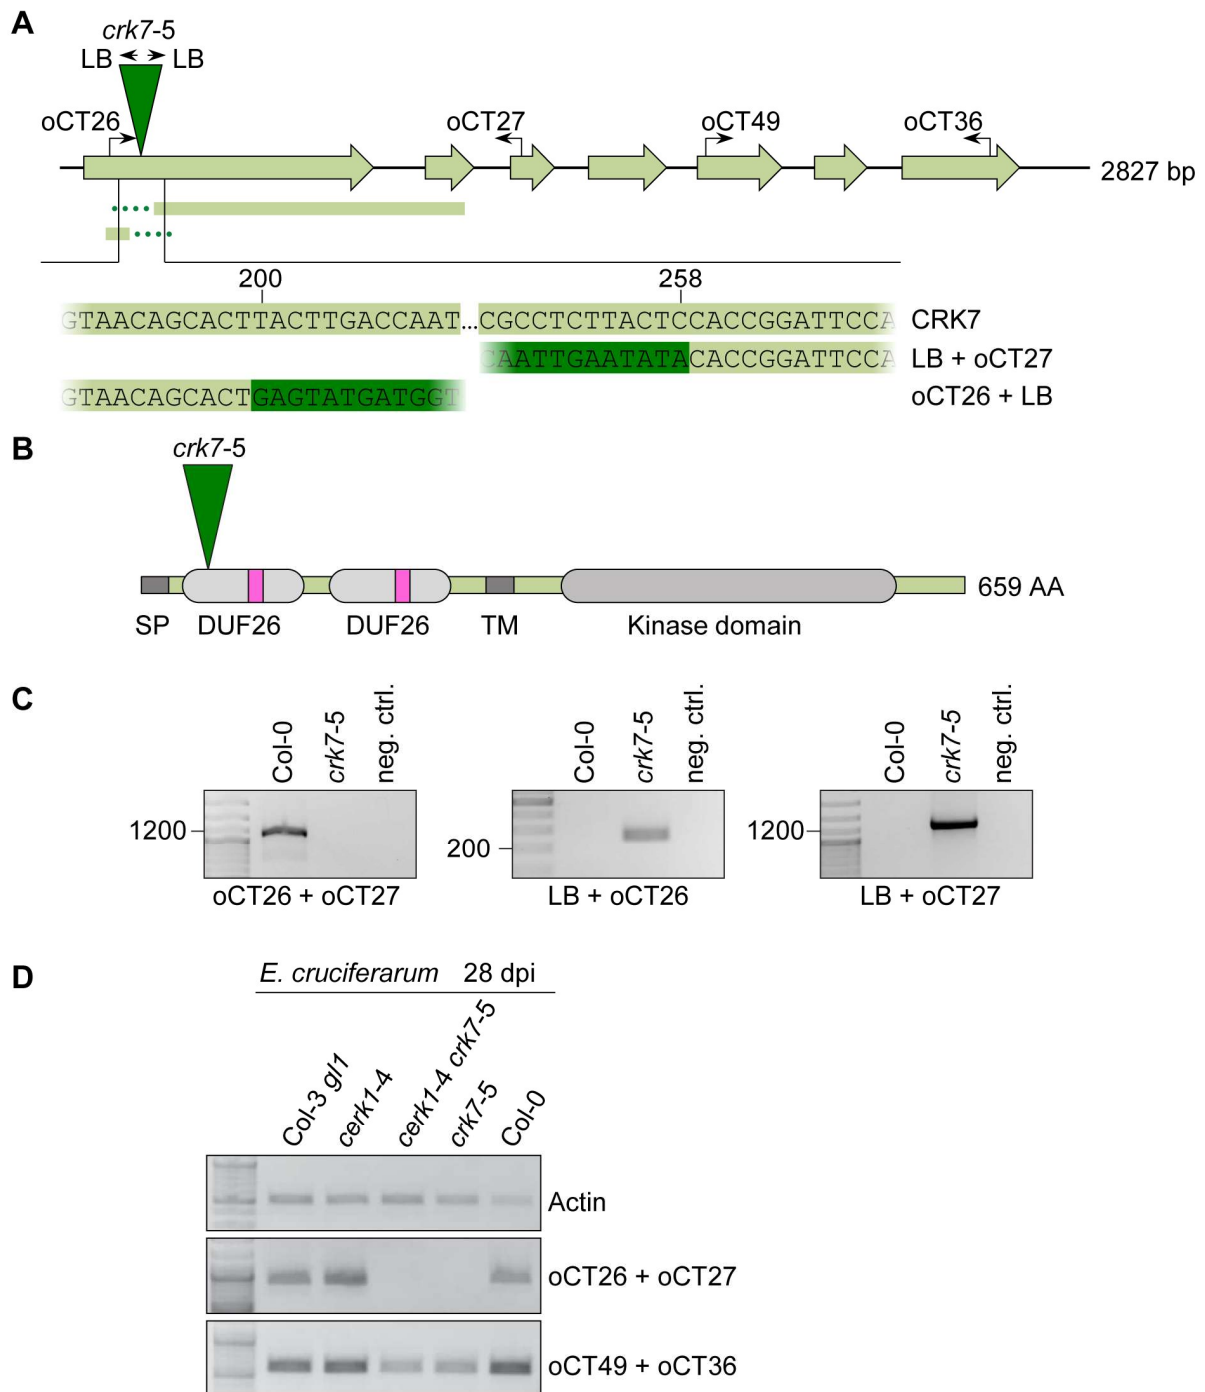 A
crk7-5
LB LB
oCT26 oCT27 oCT49 oCT36
2827 bp
200 258
GTAACAGCACTTACTTGACCAAT...CGCCTCTTACTCCACCGGATTCCA CRK7
CAATTGAATATACACCGGATTCCA LB + oCT27
GTAACAGCACTGAGTATGATGGT oCT26 + LB
B
crk7-5
659 AA
SP DUF26 DUF26 TM Kinase domain
C
Col-0 crk7-5 neg. ctrl. Col-0 crk7-5 neg. ctrl. Col-0 crk7-5 neg. ctrl.
1200 200 1200
oCT26 + oCT27 LB + oCT26 LB + oCT27
D
E. cruciferarum 28 dpi
Col-3 gl1 cerk1-4 cerk1-4 crk7-5 crk7-5 Col-0
Actin
oCT26 + oCT27
oCT49 + oCT36